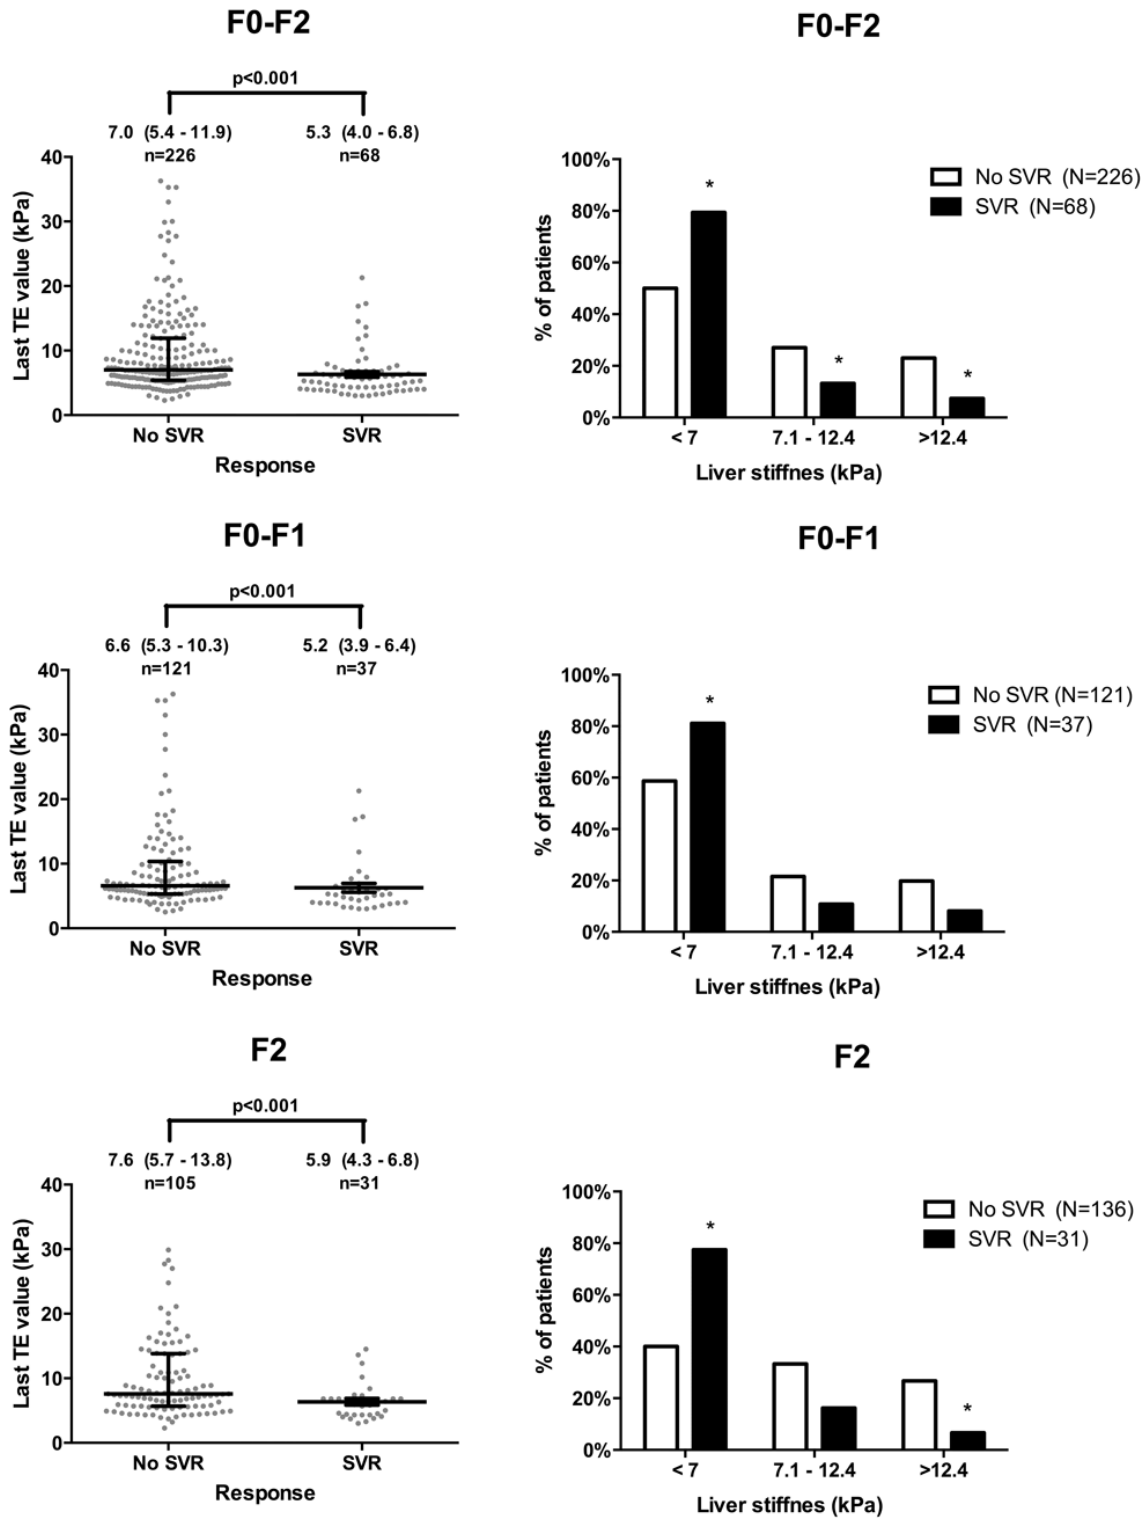 F0-F2
p<0.001
7.0 (5.4 - 11.9)
5.3 (4.0 - 6.8)
n=226
n=68
Last TE value (kPa)
40
30
20
10
0
No SVR
SVR
Response
F0-F2
% of patients
100%
80%
60%
40%
20%
0%
*
*
*
No SVR (N=226)
SVR (N=68)
< 7
7.1 - 12.4
>12.4
Liver stiffnes (kPa)
F0-F1
p<0.001
6.6 (5.3 - 10.3)
5.2 (3.9 - 6.4)
n=121
n=37
Last TE value (kPa)
40
30
20
10
0
No SVR
SVR
Response
F0-F1
% of patients
100%
80%
60%
40%
20%
0%
*
No SVR (N=121)
SVR (N=37)
< 7
7.1 - 12.4
>12.4
Liver stiffnes (kPa)
F2
p<0.001
7.6 (5.7 - 13.8)
5.9 (4.3 - 6.8)
n=105
n=31
Last TE value (kPa)
40
30
20
10
0
No SVR
SVR
Response
F2
% of patients
100%
80%
60%
40%
20%
0%
*
*
No SVR (N=136)
SVR (N=31)
< 7
7.1 - 12.4
>12.4
Liver stiffnes (kPa)